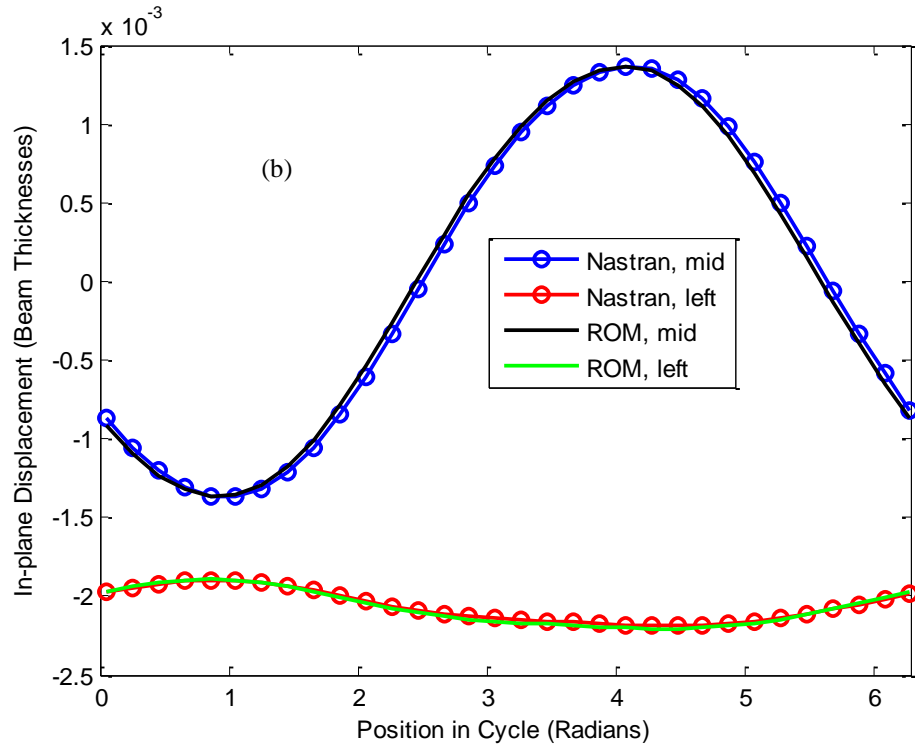 x 10⁻³
1.5
1
0.5
0
-0.5
-1
-1.5
-2
-2.5
In-plane Displacement (Beam Thicknesses)
(b)
Nastran, mid
Nastran, left
ROM, mid
ROM, left
0 1 2 3 4 5 6
Position in Cycle (Radians)